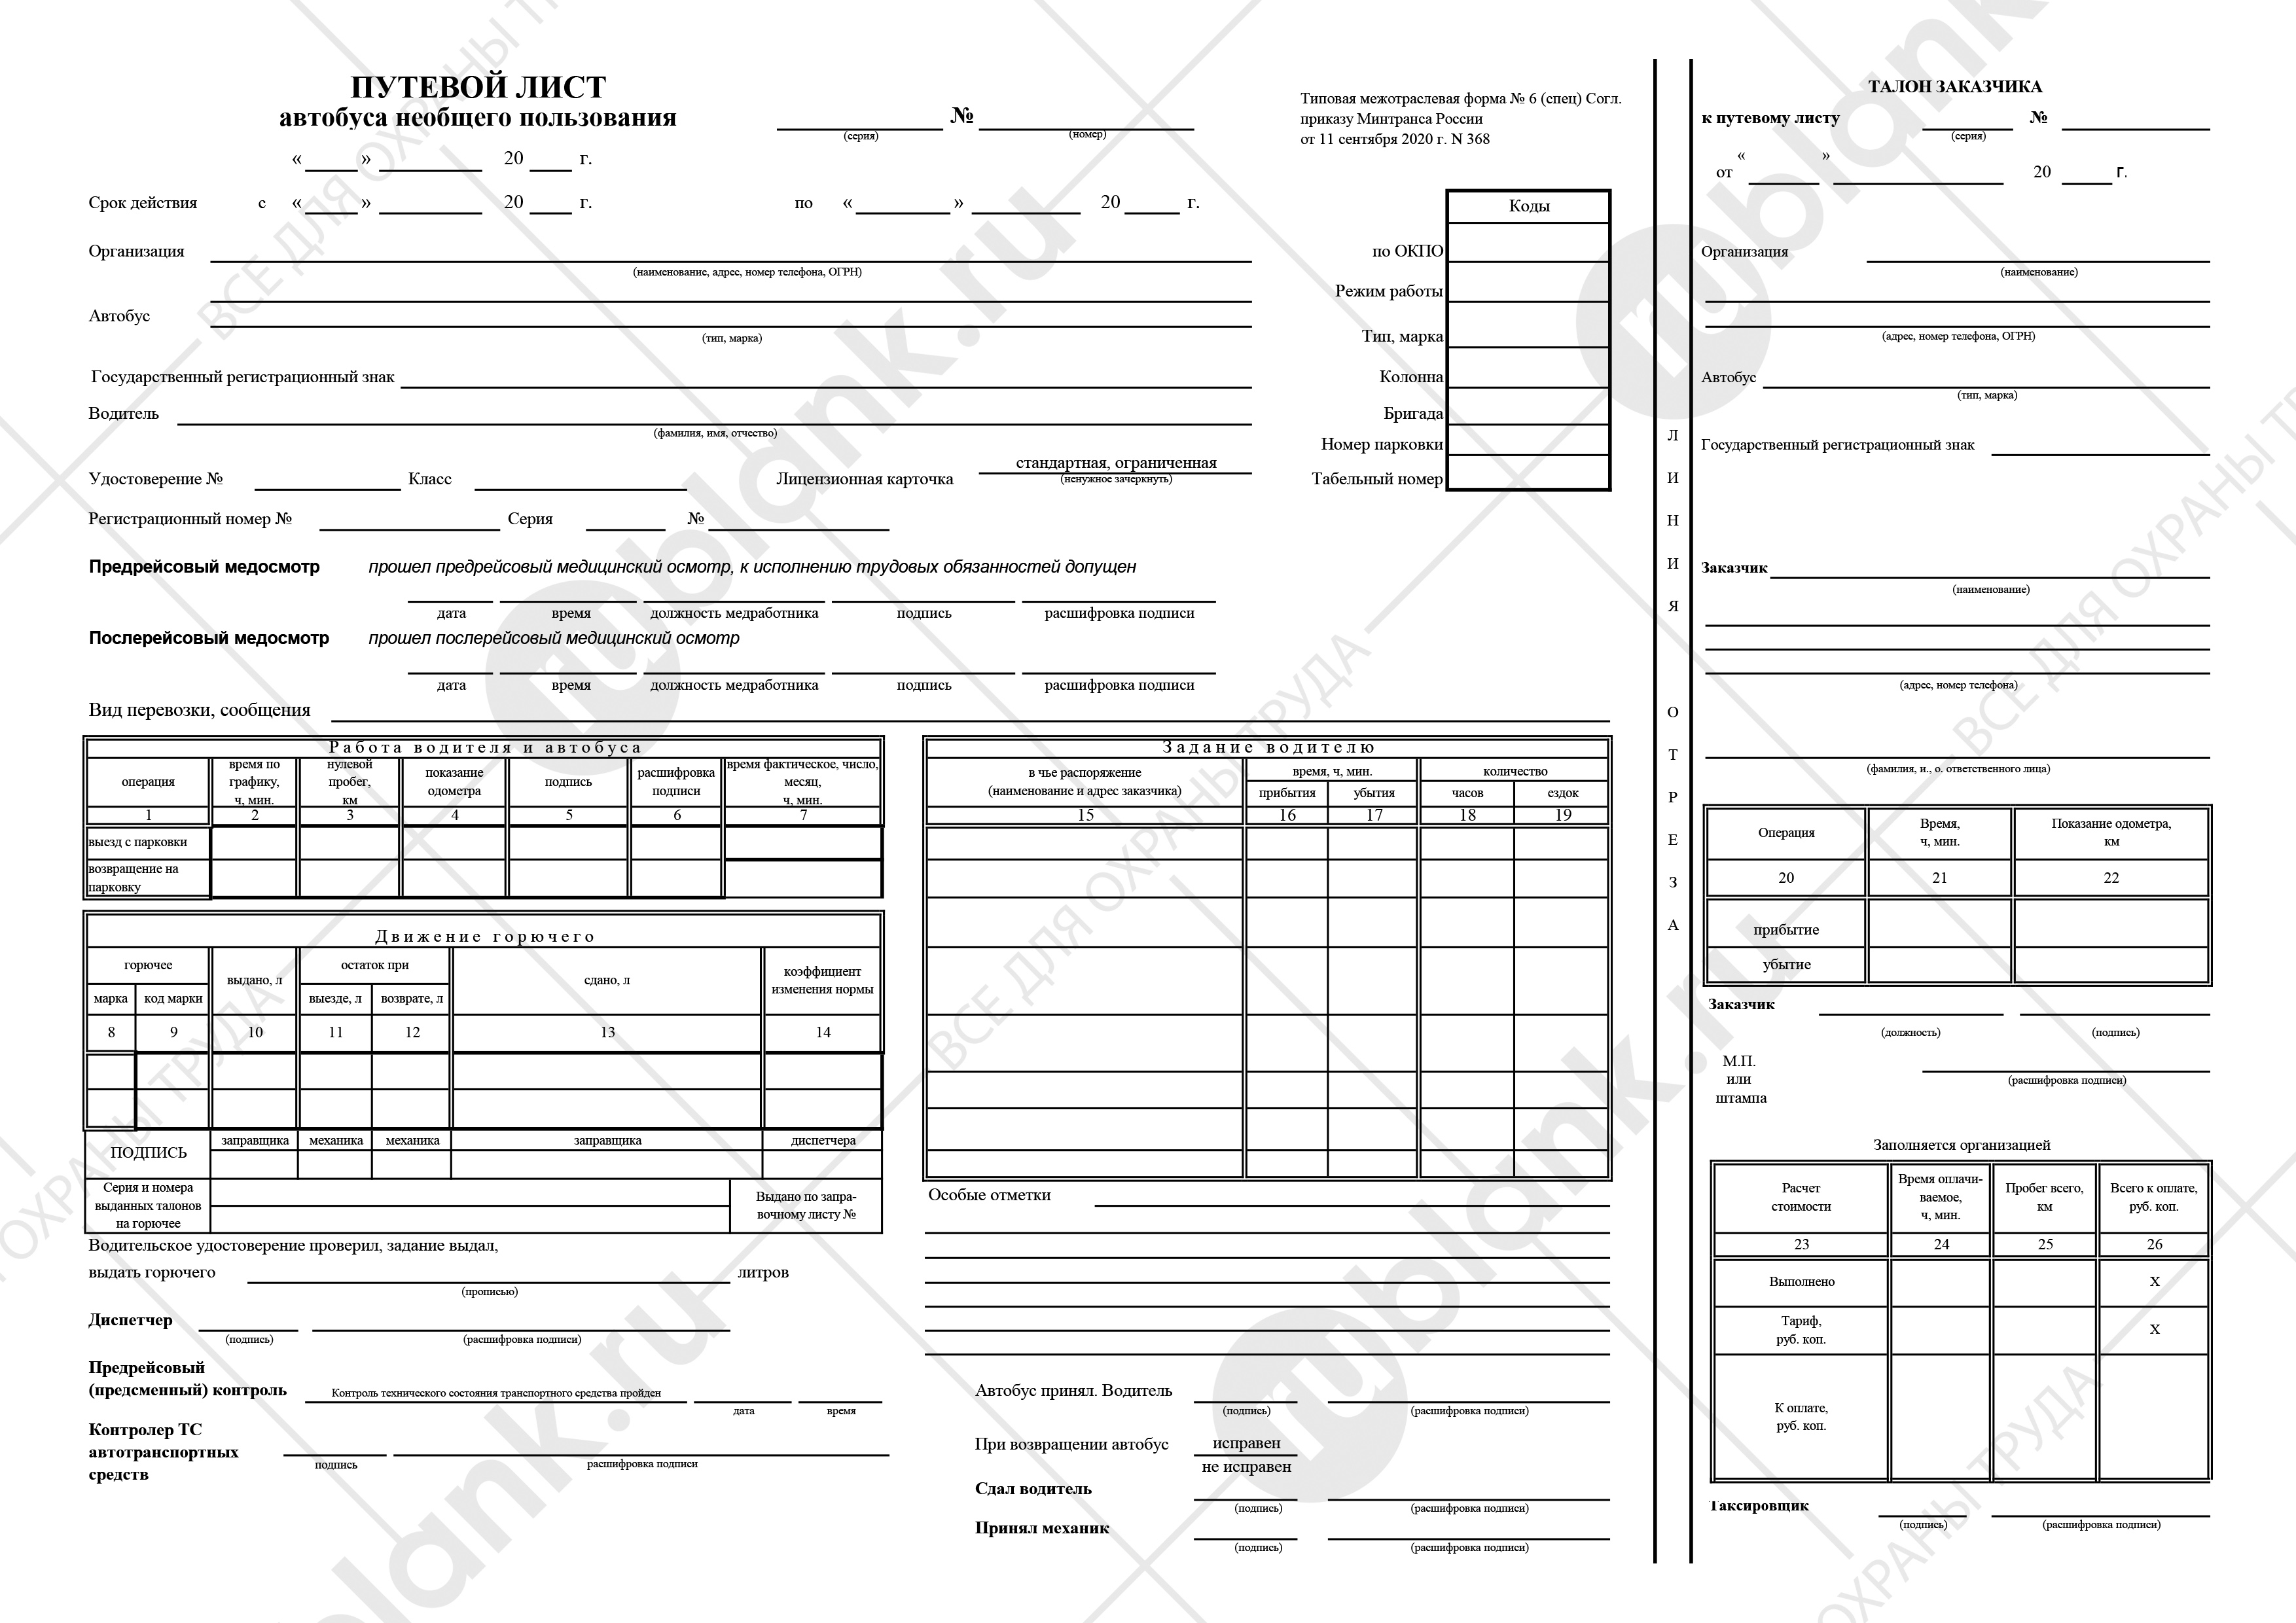 ПУТЕВОЙ ЛИСТ
автобуса необщего пользования
№
(серия) (номер)
Типовая межотраслевая форма № 6 (спец) Согл.
приказу Минтранса России
от 11 сентября 2020 г. N 368
« » 20 г.
Срок действия с « » 20 г. по « » 20 г.
Организация
(наименование, адрес, номер телефона, ОГРН)
Автобус
(тип, марка)
Государственный регистрационный знак
Водитель
(фамилия, имя, отчество)
Удостоверение № Класс Лицензионная карточка стандартная, ограниченная
(ненужное зачеркнуть)
Регистрационный номер № Серия №
Коды
по ОКПО
Режим работы
Тип, марка
Колонна
Бригада
Номер парковки
Табельный номер
Предрейсовый медосмотр прошел предрейсовый медицинский осмотр, к исполнению трудовых обязанностей допущен
дата время должность медработника подпись расшифровка подписи
Послерейсовый медосмотр прошел послерейсовый медицинский осмотр
дата время должность медработника подпись расшифровка подписи
Вид перевозки, сообщения
Работа водителя и автобуса
операция
время по
графику,
ч, мин.
нулевой
пробег,
км
показание
одометра
подпись
расшифровка
подписи
время фактическое, число,
месяц,
ч, мин.
1 2 3 4 5 6 7
выезд с парковки
возвращение на
парковку
Движение горючего
горючее
выдано, л
остаток при
сдано, л
коэффициент
изменения нормы
марка код марки выезде, л возврате, л
8 9 10 11 12 13 14
ПОДПИСЬ
заправщика механика механика заправщика диспетчера
Серия и номера
выданных талонов
на горючее
Выдано по запра-
вочному листу №
Водительское удостоверение проверил, задание выдал,
выдать горючего литров
(прописью)
Диспетчер
(подпись) (расшифровка подписи)
Предрейсовый
(предсменный) контроль Контроль технического состояния транспортного средства пройден
дата время
Контролер ТС
автотранспортных
средств
подпись расшифровка подписи
Задание водителю
в чье распоряжение
(наименование и адрес заказчика)
время, ч, мин. количество
прибытия убытия часов ездок
15 16 17 18 19
Особые отметки
Автобус принял. Водитель
(подпись) (расшифровка подписи)
При возвращении автобус исправен
не исправен
Сдал водитель
(подпись) (расшифровка подписи)
Принял механик
(подпись) (расшифровка подписи)
ЛИНИЯ ОТРЕЗА
ТАЛОН ЗАКАЗЧИКА
к путевому листу №
(серия)
от « » 20 г.
Организация
(наименование)
(адрес, номер телефона, ОГРН)
Автобус
(тип, марка)
Государственный регистрационный знак
Заказчик
(наименование)
(адрес, номер телефона)
(фамилия, и., о. ответственного лица)
Операция
Время,
ч, мин.
Показание одометра,
км
20 21 22
прибытие
убытие
Заказчик
(должность) (подпись)
М.П.
или
штампа
(расшифровка подписи)
Заполняется организацией
Расчет
стоимости
Время оплачи-
ваемое,
ч, мин.
Пробег всего,
км
Всего к оплате,
руб. коп.
23 24 25 26
Выполнено X
Тариф,
руб. коп. X
К оплате,
руб. коп.
Таксировщик
(подпись) (расшифровка подписи)
rublank.ru
ВСЕ ДЛЯ ОХРАНЫ ТРУДА